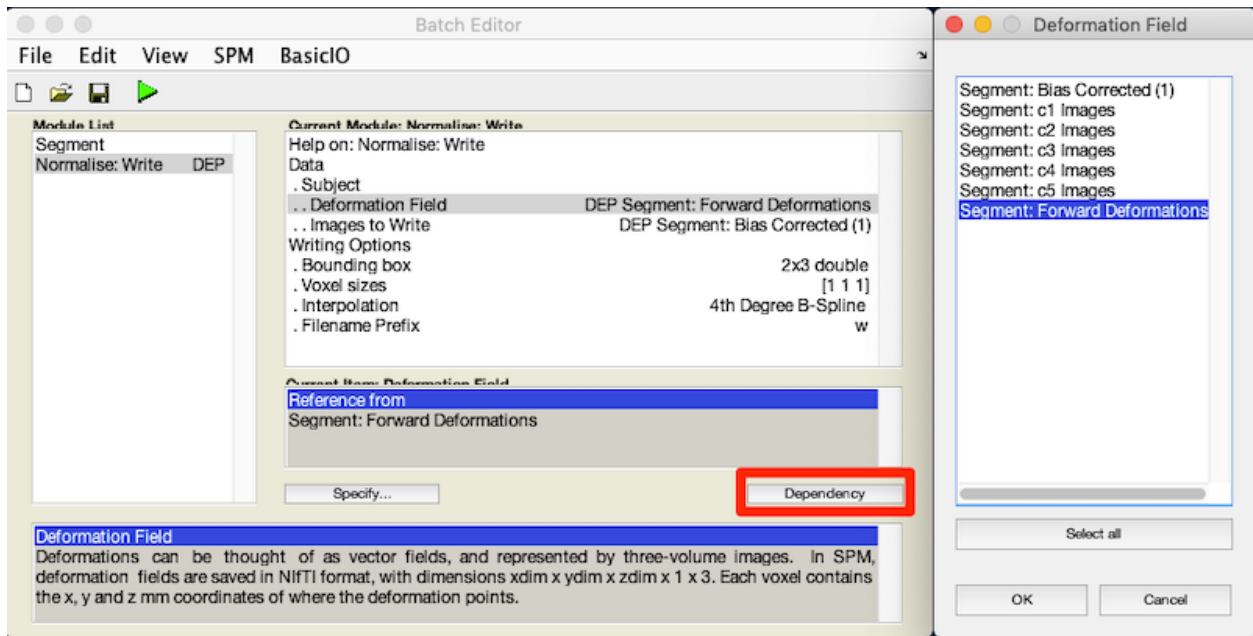 Batch Editor
File Edit View SPM BasicIO
Module List
Segment
Normalise: Write DEP
Current Module: Normalise: Write
Help on: Normalise: Write
Data
. Subject
. . Deformation Field DEP Segment: Forward Deformations
. . Images to Write DEP Segment: Bias Corrected (1)
Writing Options
. Bounding box 2x3 double
. Voxel sizes [1 1 1]
. Interpolation 4th Degree B-Spline
. Filename Prefix w
Current Item: Deformation Field
Reference from
Segment: Forward Deformations
Specify...
Dependency
Deformation Field
Deformations can be thought of as vector fields, and represented by three-volume images. In SPM,
deformation fields are saved in NIfTI format, with dimensions xdim x ydim x zdim x 1 x 3. Each voxel contains
the x, y and z mm coordinates of where the deformation points.
Deformation Field
Segment: Bias Corrected (1)
Segment: c1 Images
Segment: c2 Images
Segment: c3 Images
Segment: c4 Images
Segment: c5 Images
Segment: Forward Deformations
Select all
OK
Cancel